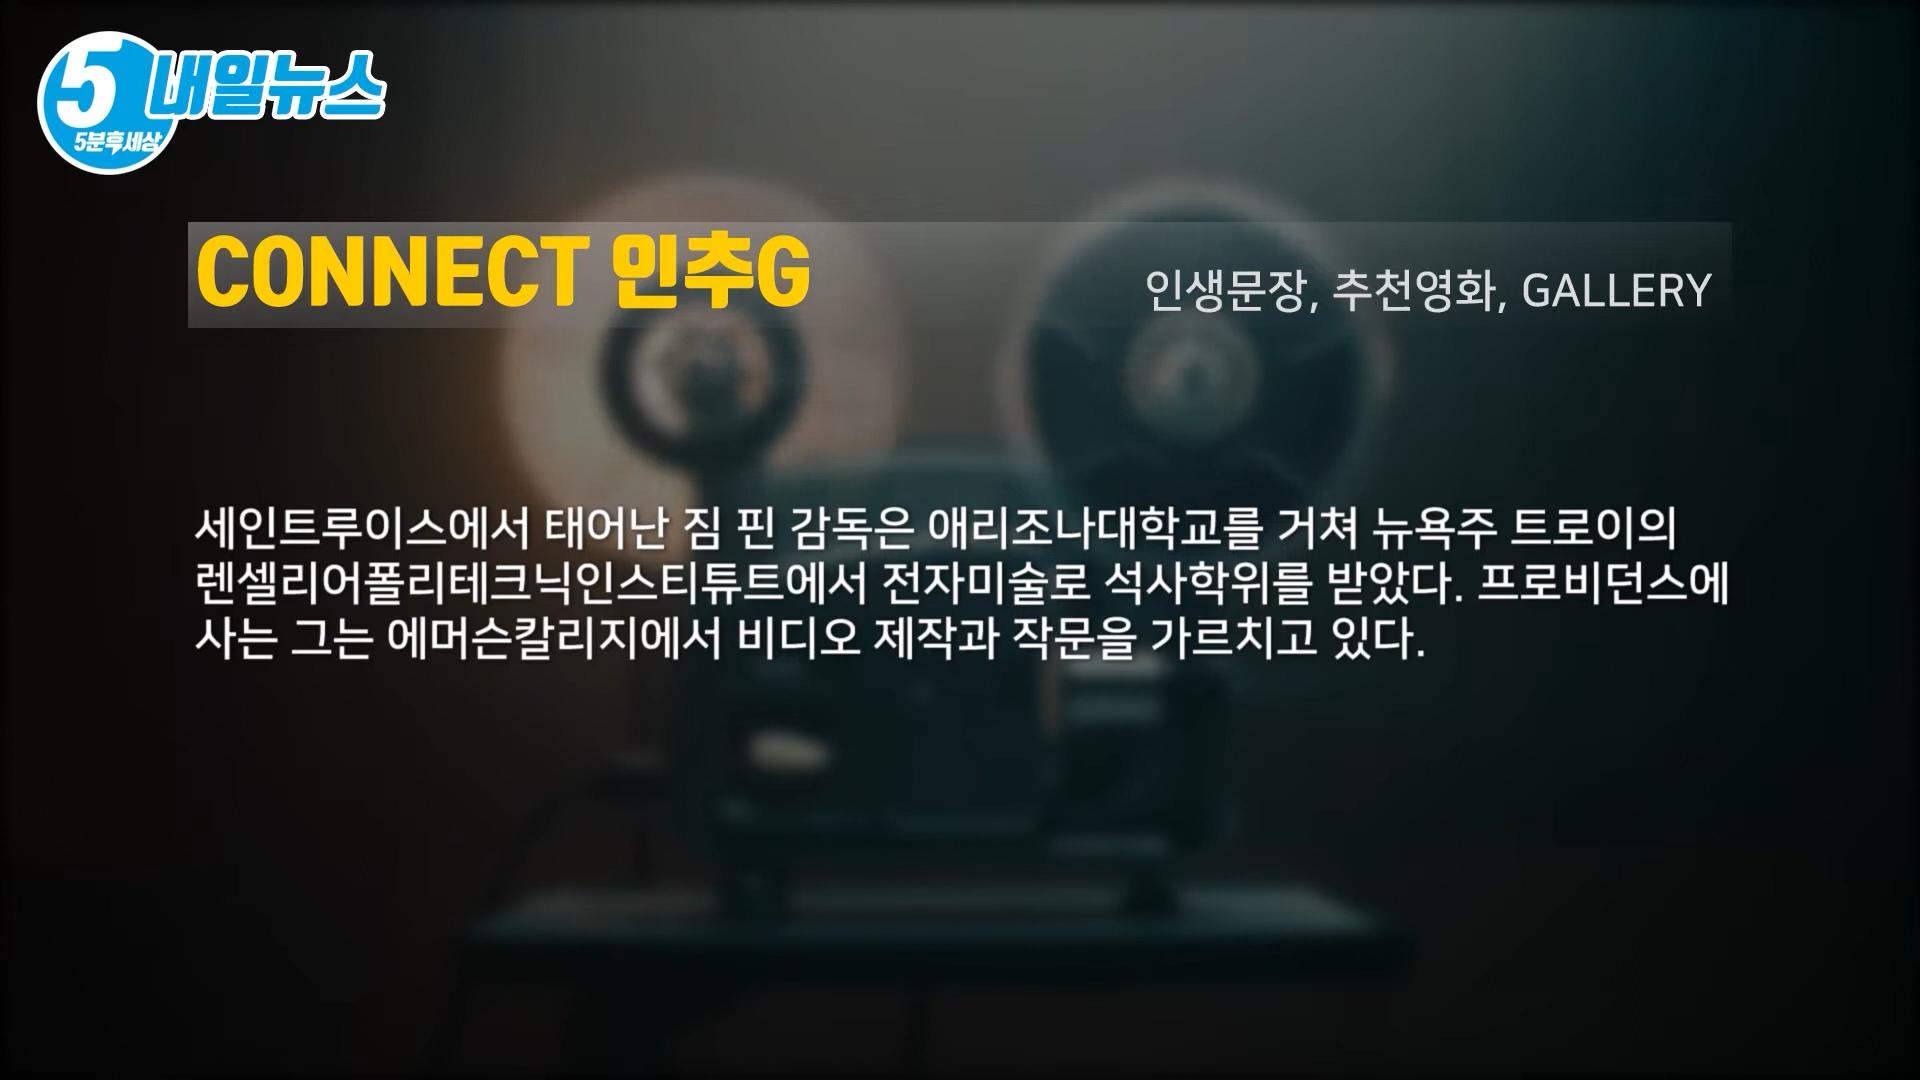 5 내일뉴스
5분후세상
CONNECT 인추G
인생문장, 추천영화, GALLERY
세인트루이스에서 태어난 짐 핀 감독은 애리조나대학교를 거쳐 뉴욕주 트로이의
렌셀리어폴리테크닉인스티튜트에서 전자미술로 석사학위를 받았다. 프로비던스에
사는 그는 에머슨칼리지에서 비디오 제작과 작문을 가르치고 있다.